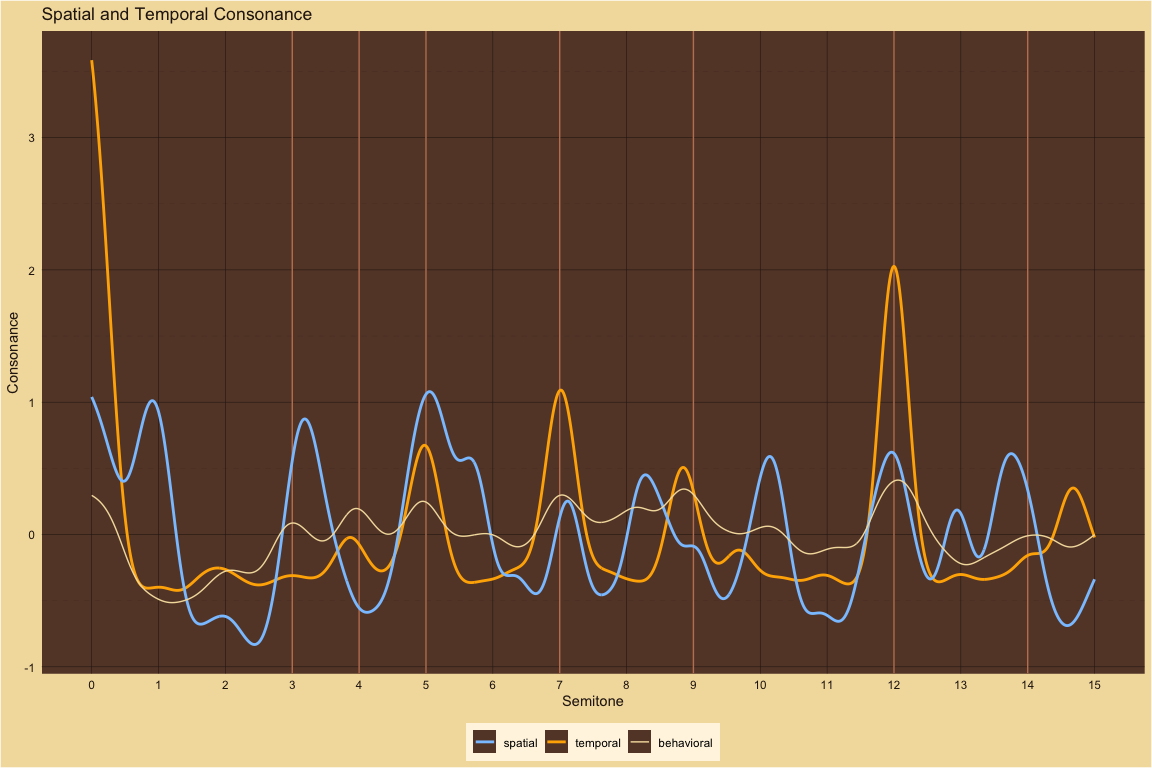 Spatial and Temporal Consonance
Consonance
3
2
1
0
-1
0 1 2 3 4 5 6 7 8 9 10 11 12 13 14 15
Semitone
spatial temporal behavioral